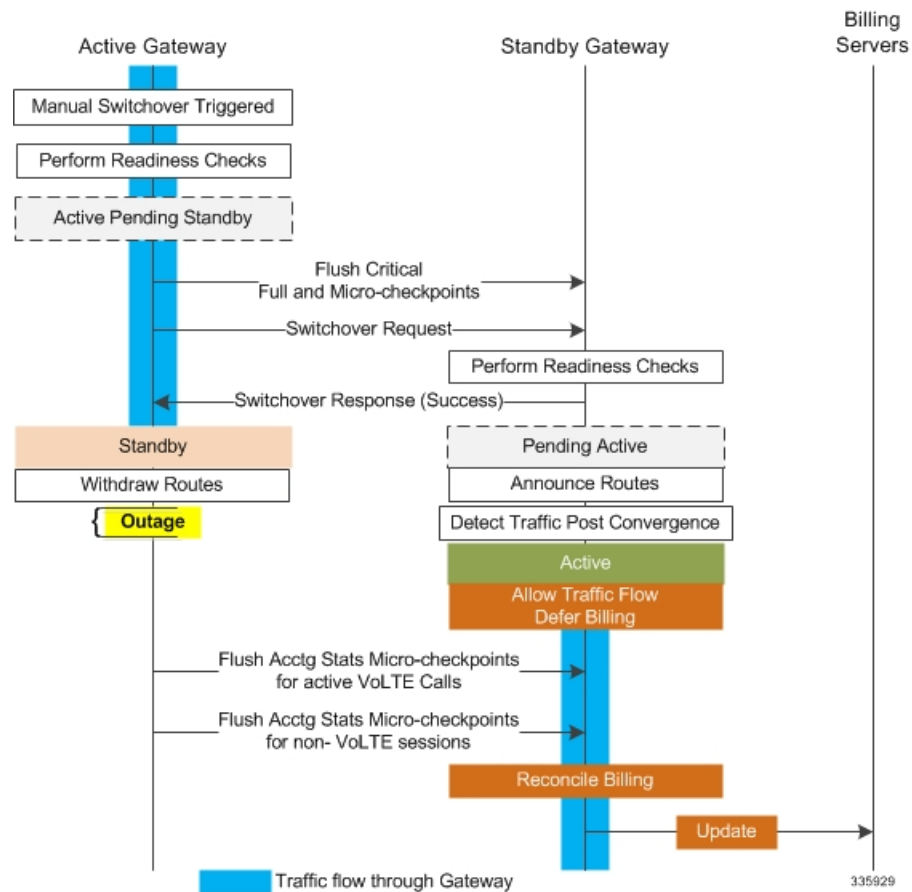 Active Gateway
Standby Gateway
Billing
Servers
Manual Switchover Triggered
Perform Readiness Checks
Active Pending Standby
Flush Critical
Full and Micro-checkpoints
Switchover Request
Perform Readiness Checks
Switchover Response (Success)
Standby
Pending Active
Withdraw Routes
Announce Routes
{ Outage
Detect Traffic Post Convergence
Active
Allow Traffic Flow
Defer Billing
Flush Acctg Stats Micro-checkpoints
for active VoLTE Calls
Flush Acctg Stats Micro-checkpoints
for non- VoLTE sessions
Reconcile Billing
Update
Traffic flow through Gateway
335929